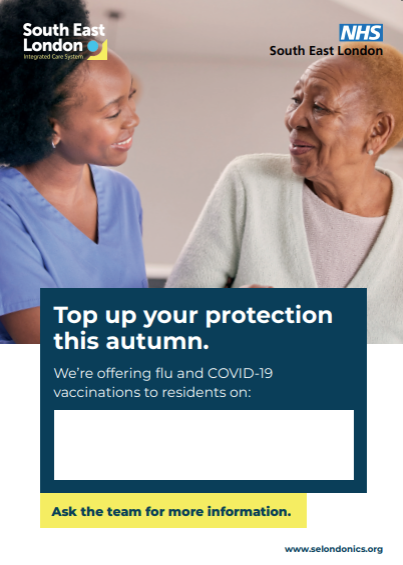 South East
London
Integrated Care System
NHS
South East London
Top up your protection
this autumn.
We're offering flu and COVID-19
vaccinations to residents on:
Ask the team for more information.
www.selondonics.org